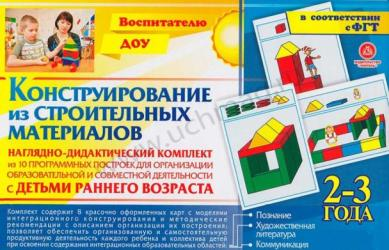 Воспитателю
ДОУ
в соответствии
с ФГТ
Конструирование
из строительных
материалов
наглядно-дидактический комплект
из 10 программных построек для организации
образовательной и совместной деятельности
с детьми раннего возраста
2-3
года
Комплект содержит 8 красочно оформленных карт с моделями
интеграционного конструирования и методические
рекомендации с описанием организации их построения;
позволяет обеспечить организованную и самостоятельную
продуктивную деятельность каждого ребенка и коллектива детей
при освоении содержания интеграционных образовательных областей:
Познание
Художественная
литература
Коммуникация